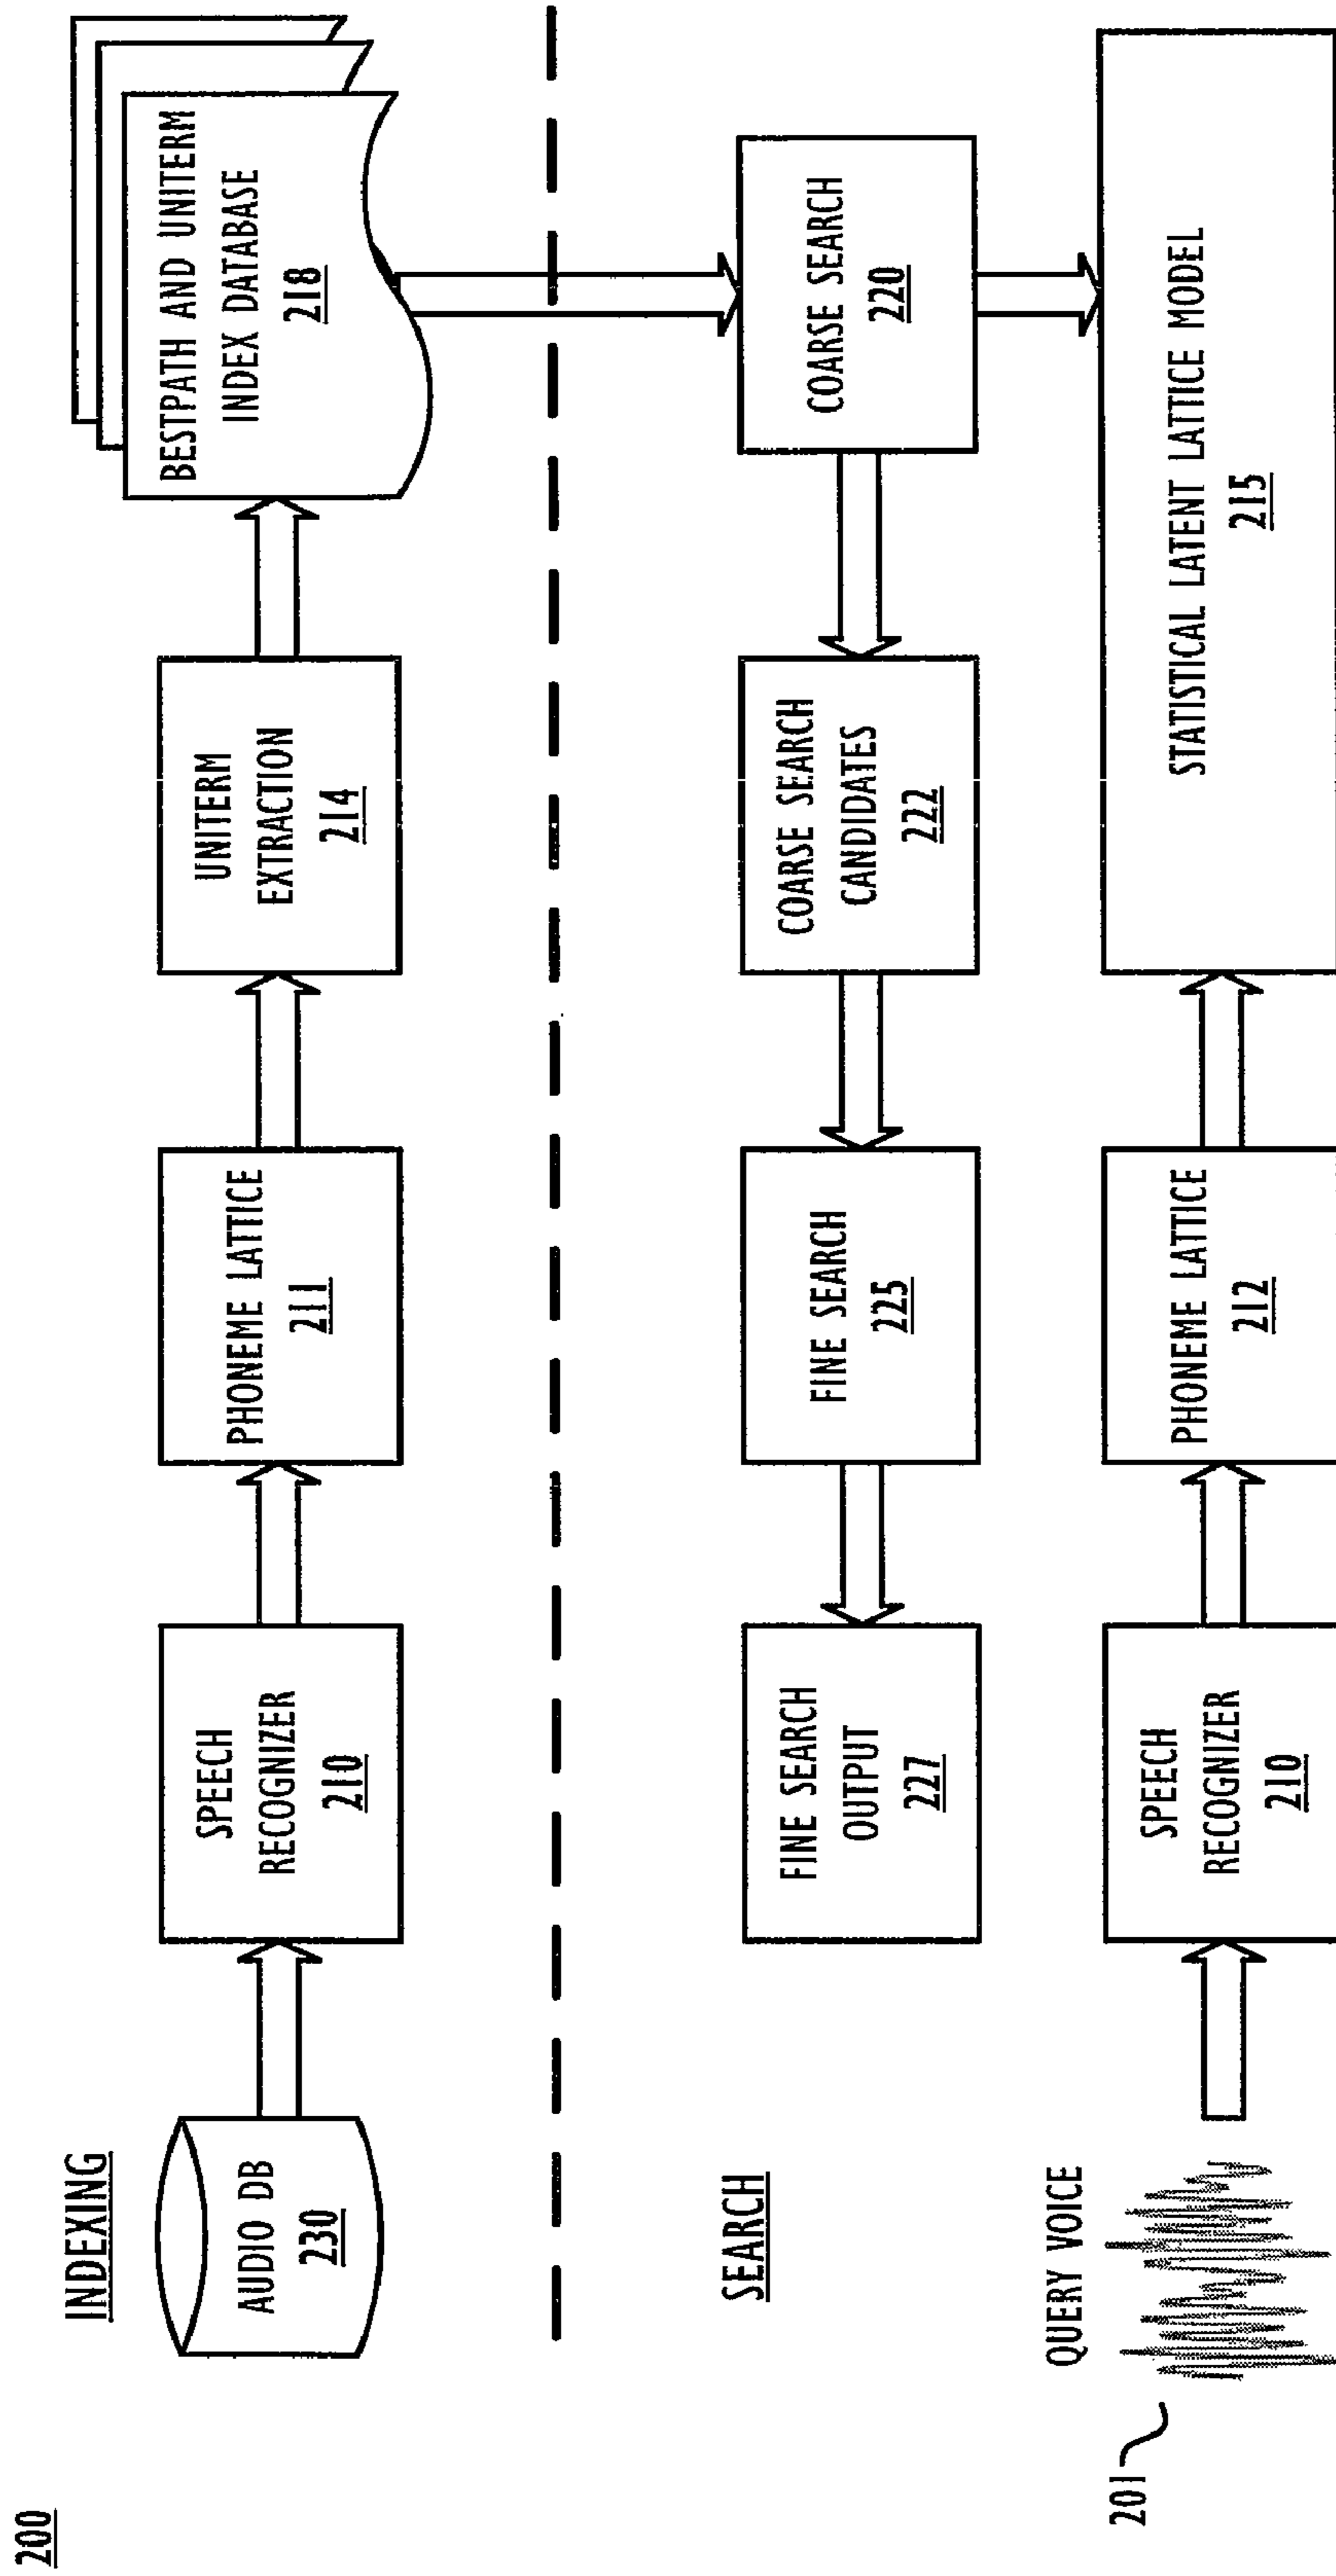 200
INDEXING
AUDIO DB
230
SPEECH
RECOGNIZER
210
PHONEME LATTICE
211
UNITERM
EXTRACTION
214
BESTPATH AND UNITERM
INDEX DATABASE
218
SEARCH
FINE SEARCH
OUTPUT
227
FINE SEARCH
225
COARSE SEARCH
CANDIDATES
222
COARSE SEARCH
220
QUERY VOICE
201
SPEECH
RECOGNIZER
210
PHONEME LATTICE
212
STATISTICAL LATENT LATTICE MODEL
215